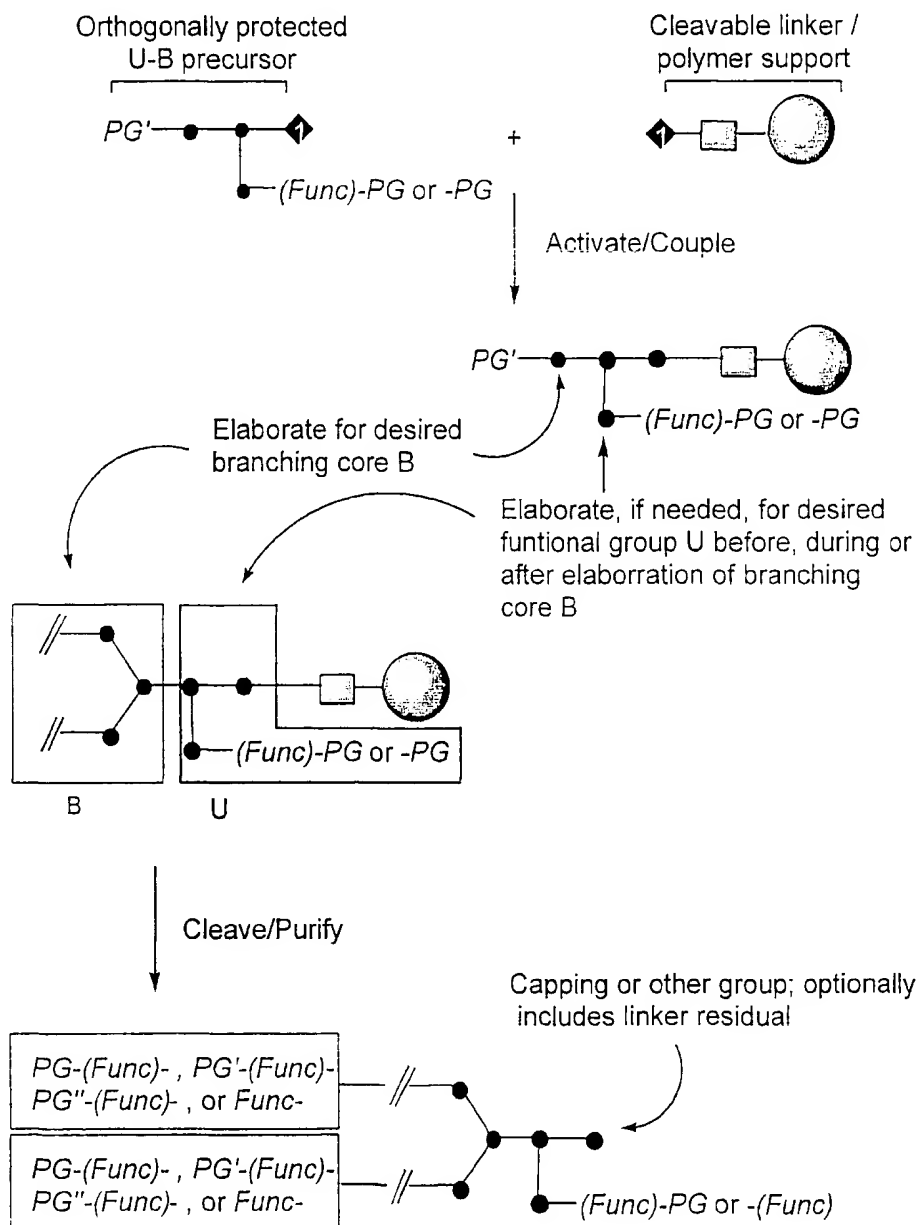 Orthogonally protected
U-B precursor
Cleavable linker /
polymer support
PG'
1
+
1
(Func)-PG or -PG
Activate/Couple
PG'
(Func)-PG or -PG
Elaborate for desired
branching core B
Elaborate, if needed, for desired
funtional group U before, during or
after elaborration of branching
core B
(Func)-PG or -PG
B
U
Cleave/Purify
Capping or other group; optionally
includes linker residual
PG-(Func)- , PG'-(Func)-
PG"-(Func)- , or Func-
PG-(Func)- , PG'-(Func)-
PG"-(Func)- , or Func-
(Func)-PG or -(Func)